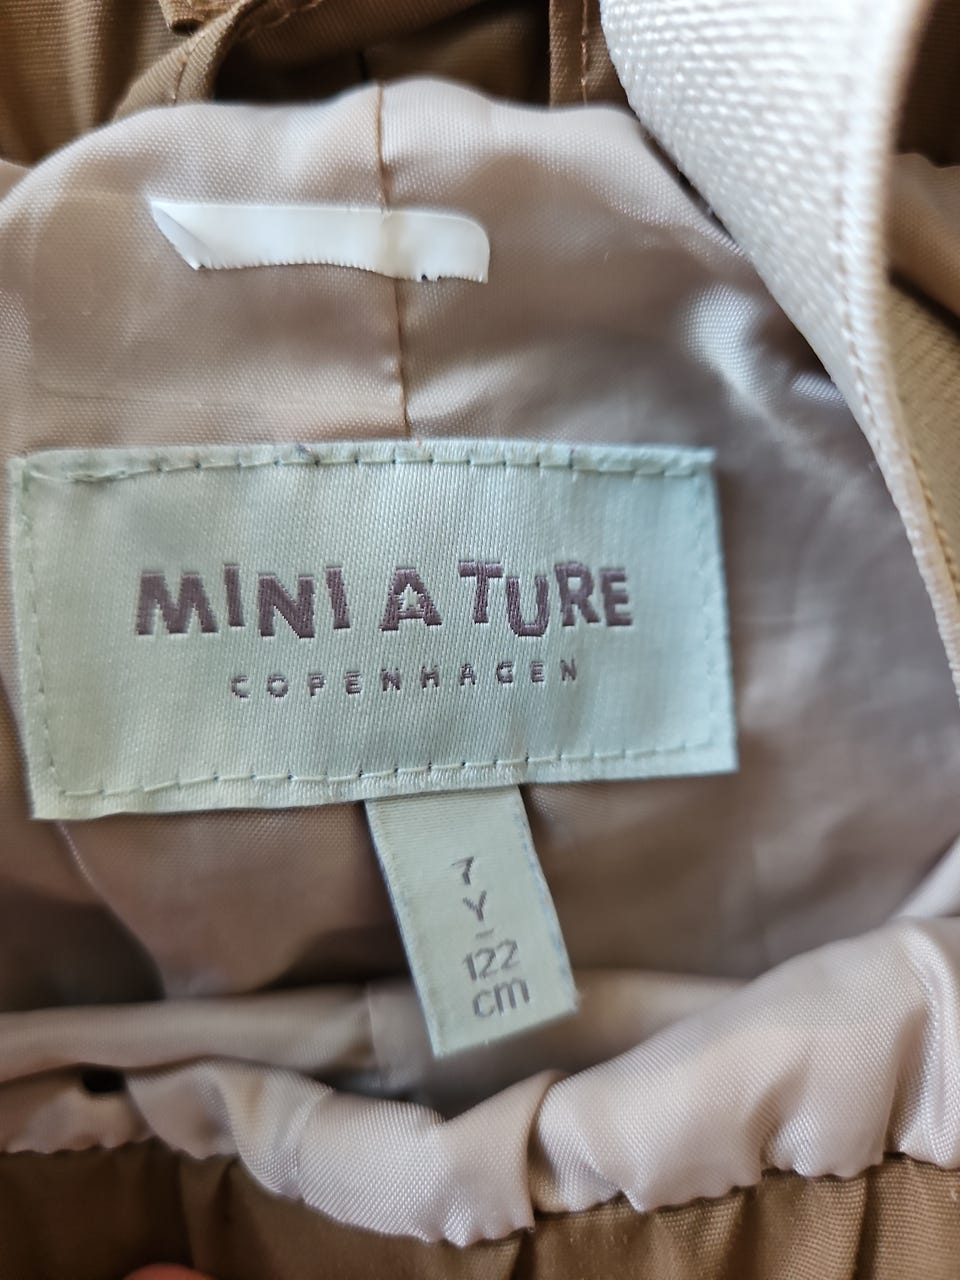 MINI A TURE
COPENHAGEN
7
Y-
122
cm